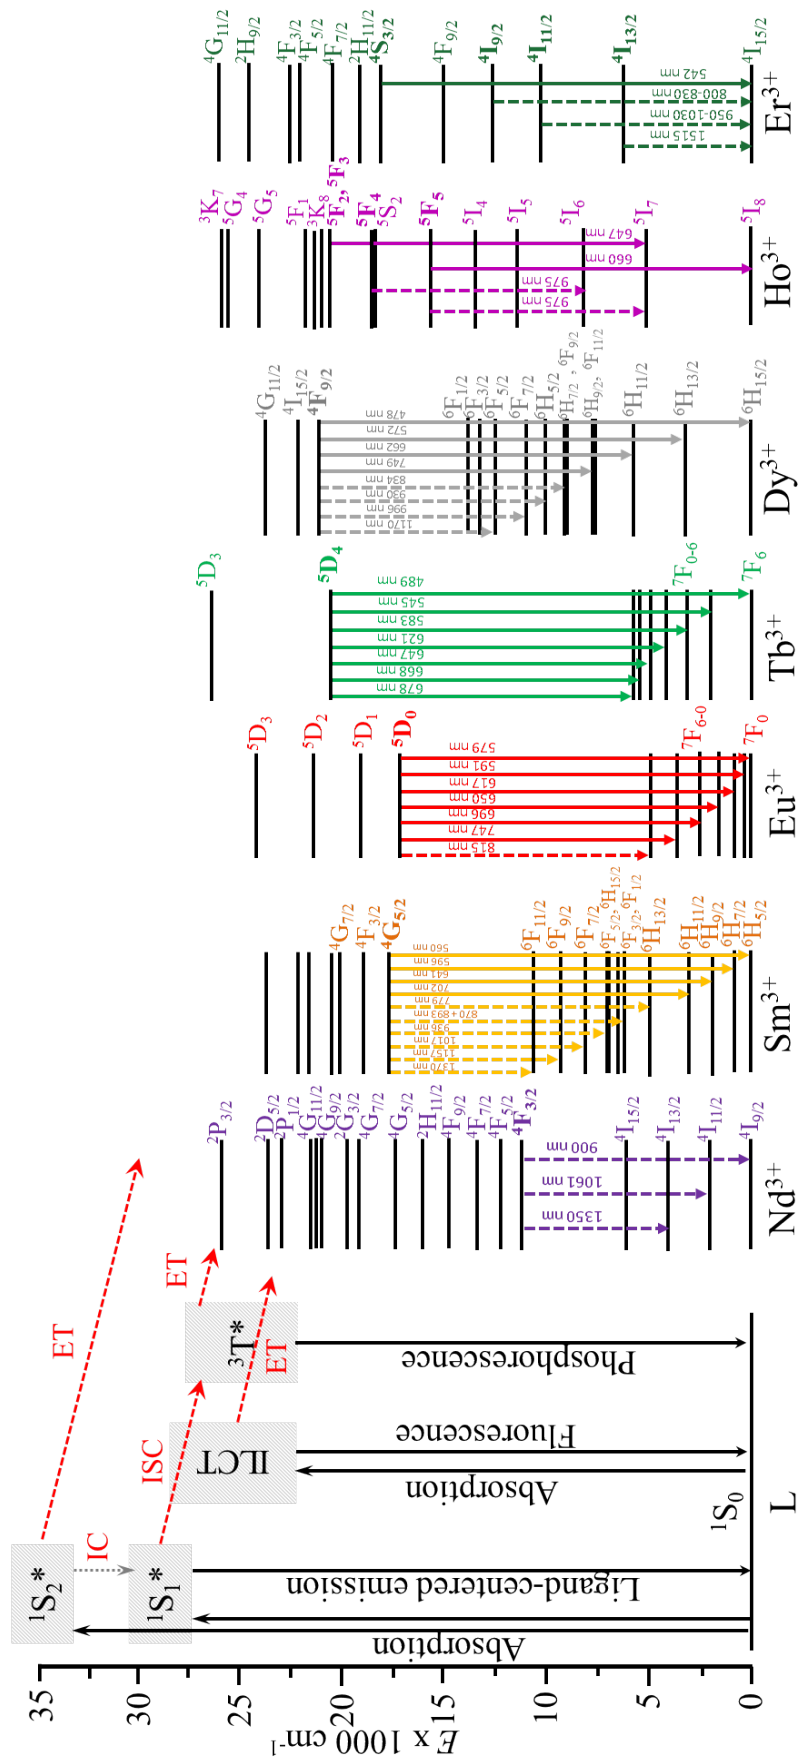 E x 1000 cm⁻¹
35
30
25
20
15
10
5
0
¹S₂*
IC
¹S₁*
ISC
ET
ILCT
ET
³T*
ET
Absorption
Ligand-centered emission
Absorption
Fluorescence
Phosphorescence
¹S₀
L
²P₃/₂
²D₅/₂
²P₁/₂
⁴G₁₁/₂
⁴G₉/₂
²G₃/₂
⁴G₇/₂
⁴G₅/₂
²H₁₁/₂
⁴F₉/₂
⁴F₇/₂
⁴F₅/₂
⁴F₃/₂
1350 nm
1061 nm
900 nm
⁴I₁₅/₂
⁴I₁₃/₂
⁴I₁₁/₂
⁴I₉/₂
Nd³⁺
⁴G₇/₂
⁴F₃/₂
⁴G₅/₂
1370 nm
1157 nm
1017 nm
936 nm
870+893 nm
779 nm
702 nm
641 nm
596 nm
560 nm
⁶F₁₁/₂
⁶F₉/₂
⁶F₇/₂
⁶F₅/₂, ⁶H₁₅/₂
⁶F₃/₂, ⁶F₁/₂
⁶H₁₃/₂
⁶H₁₁/₂
⁶H₉/₂
⁶H₇/₂
⁶H₅/₂
Sm³⁺
⁵D₃
⁵D₂
⁵D₁
⁵D₀
815 nm
747 nm
696 nm
650 nm
617 nm
591 nm
579 nm
⁷F₆₋₀
⁷F₀
Eu³⁺
⁵D₃
⁵D₄
678 nm
668 nm
647 nm
621 nm
583 nm
545 nm
489 nm
⁷F₀₋₆
⁷F₆
Tb³⁺
⁴G₁₁/₂
⁴I₁₅/₂
⁴F₉/₂
1170 nm
996 nm
930 nm
834 nm
749 nm
662 nm
572 nm
478 nm
⁶F₁/₂
⁶F₃/₂
⁶F₅/₂
⁶F₇/₂
⁶H₅/₂
⁶H₇/₂, ⁶F₉/₂
⁶H₉/₂, ⁶F₁₁/₂
⁶H₁₁/₂
⁶H₁₃/₂
⁶H₁₅/₂
Dy³⁺
³K₇
⁵G₄
⁵G₅
⁵F₁
³K₈
⁵F₂, ⁵F₃
⁵F₄
⁵S₂
⁵F₅
⁵I₄
⁵I₅
⁵I₆
⁵I₇
⁵I₈
975 nm
975 nm
660 nm
647 nm
Ho³⁺
⁴G₁₁/₂
²H₉/₂
⁴F₃/₂
⁴F₅/₂
⁴F₇/₂
²H₁₁/₂
⁴S₃/₂
⁴F₉/₂
⁴I₉/₂
⁴I₁₁/₂
⁴I₁₃/₂
⁴I₁₅/₂
1515 nm
950-1030 nm
800-830 nm
542 nm
Er³⁺